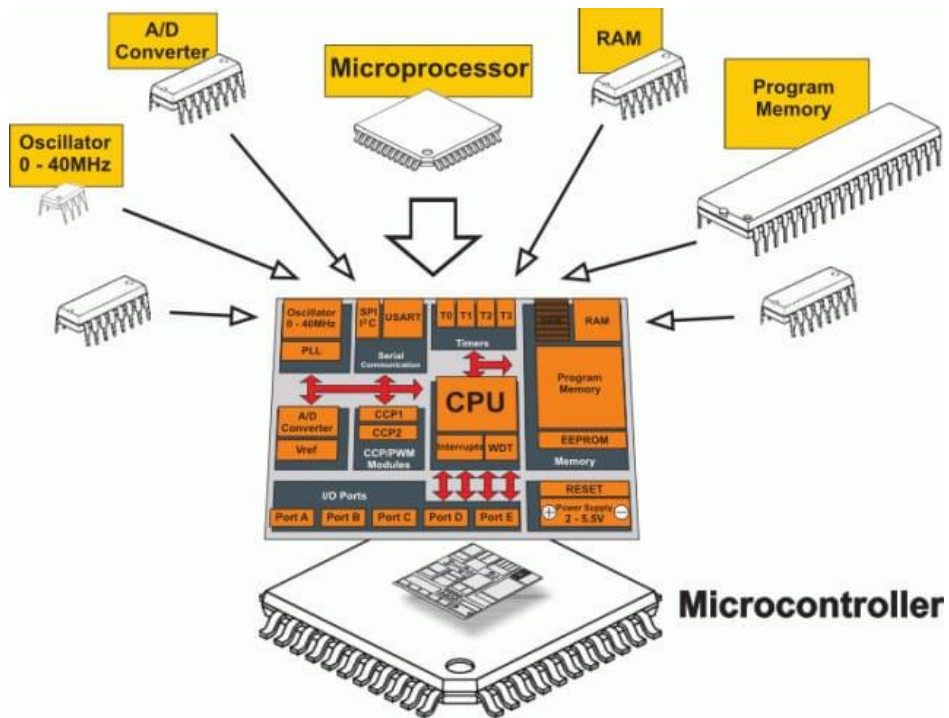 A/D
Converter
Microprocessor
RAM
Program
Memory
Oscillator
0 - 40MHz
Oscillator
0 - 40MHz
PLL
SPI
I²C
USART
Serial
Communication
T0
T1
T2
T3
Timers
RAM
Program
Memory
EEPROM
Memory
A/D
Converter
Vref
CCP1
CCP2
CCP/PWM
Modules
CPU
Interrupts
WDT
I/O Ports
Port A
Port B
Port C
Port D
Port E
RESET
Power Supply
2 - 5.5V
Microcontroller